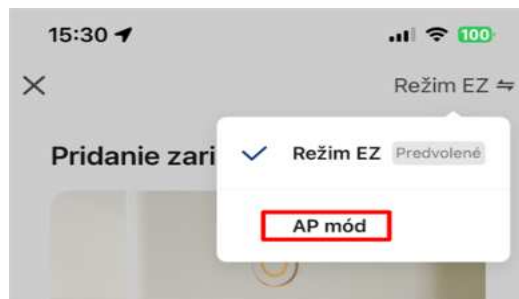 15:30
100
Režim EZ
Režim EZ Predvolené
Pridanie zari
AP mód